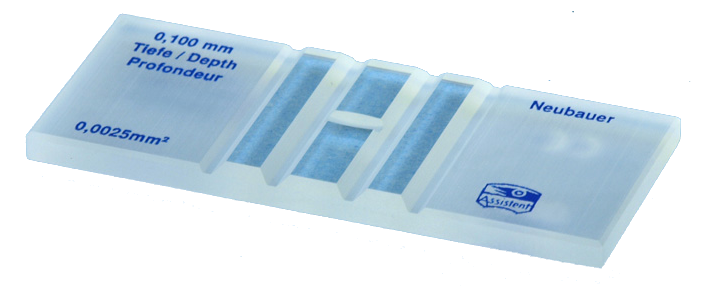 0,100 mm
Tiefe / Depth
Profondeur
0,0025mm²
Neubauer
Assistent